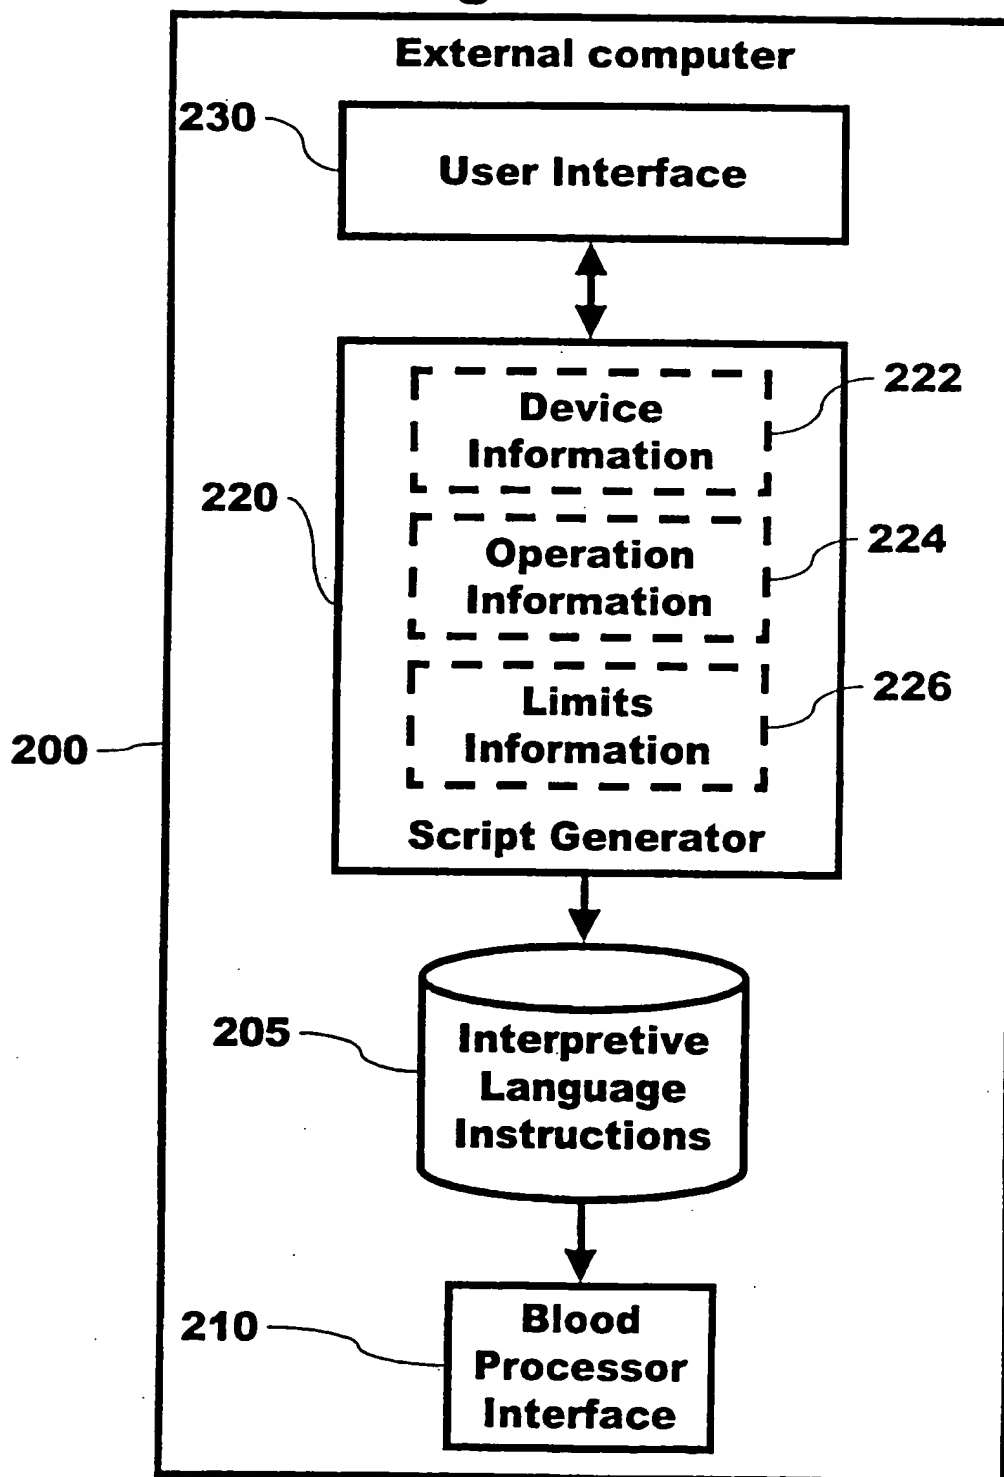 External computer
230
User Interface
Device
Information
222
220
Operation
Information
224
Limits
Information
226
200
Script Generator
205
Interpretive
Language
Instructions
210
Blood
Processor
Interface